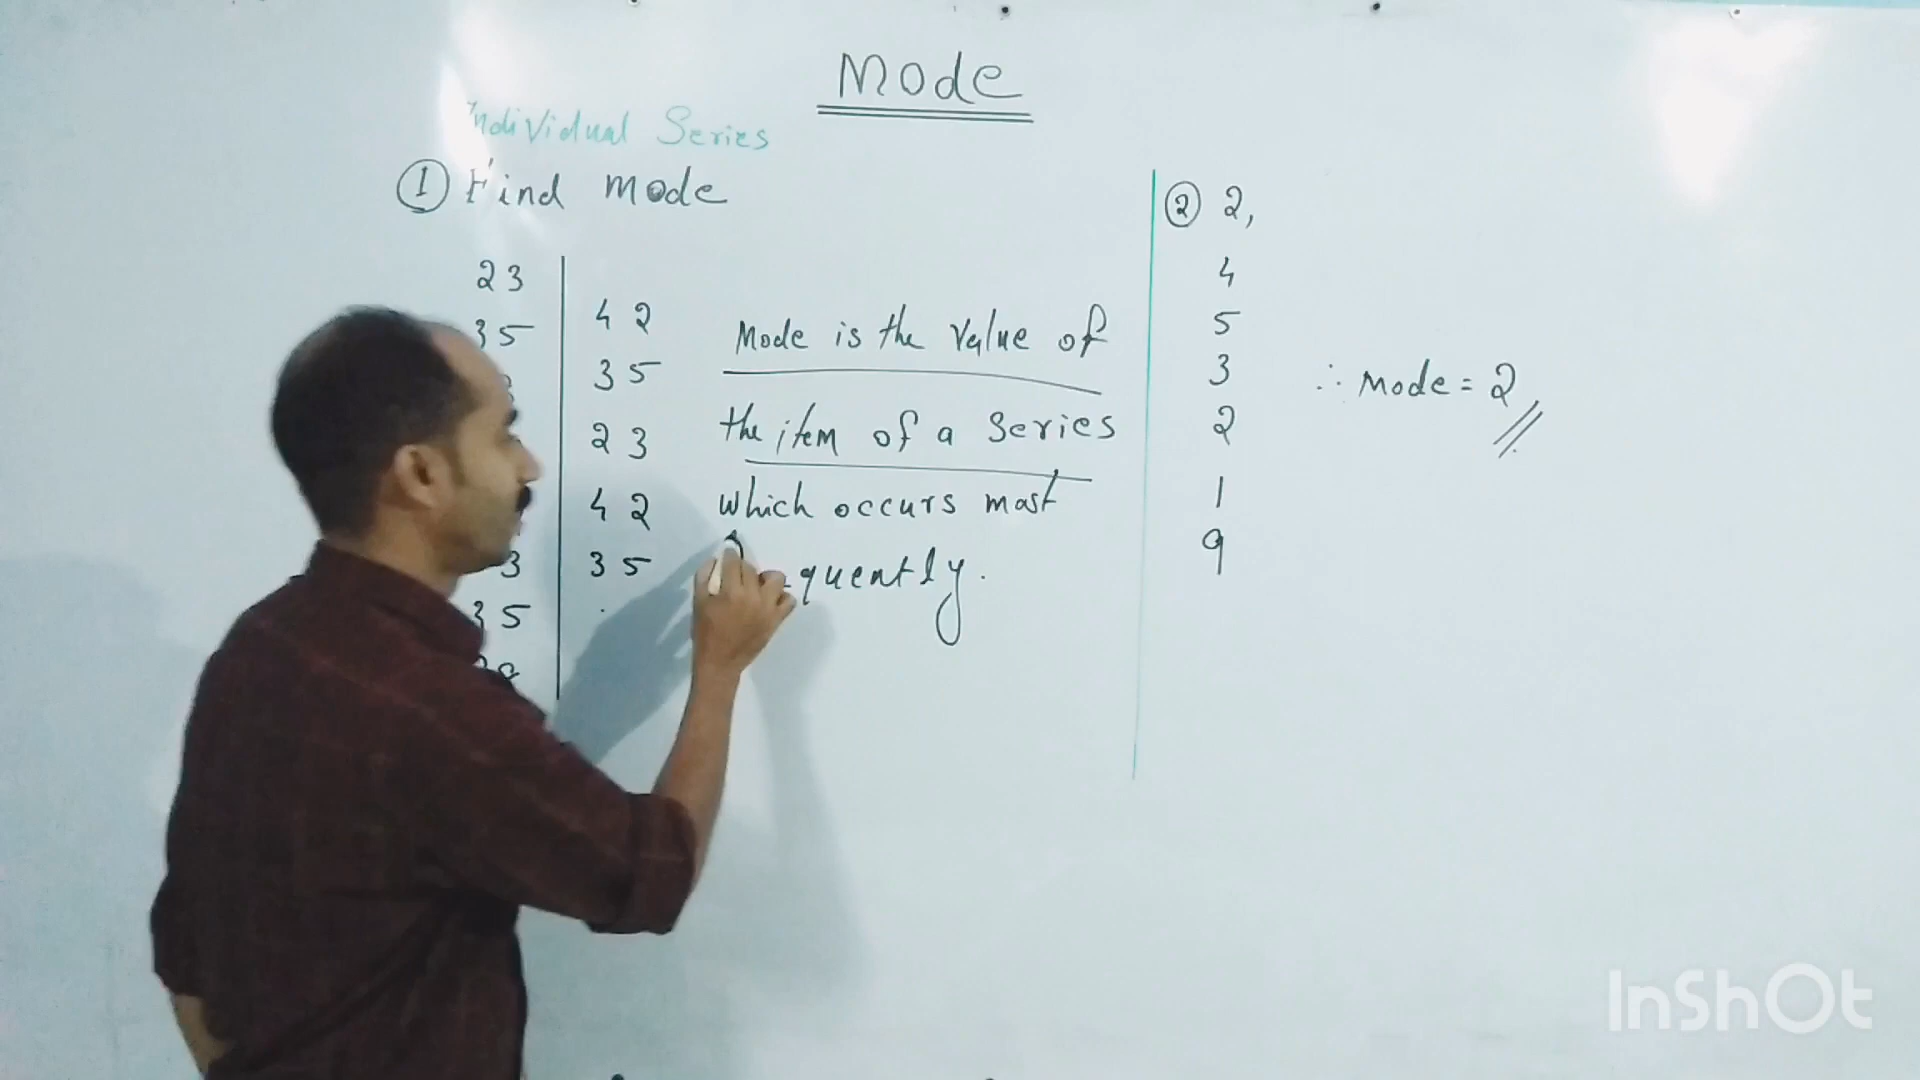 Mode
Individual Series
① Find mode
23
35
3
35
42
35
23
42
35
Mode is the value of
the item of a series
which occurs most
quently.
② 2,
4
5
3
2
1
9
∴ mode = 2
InShOt